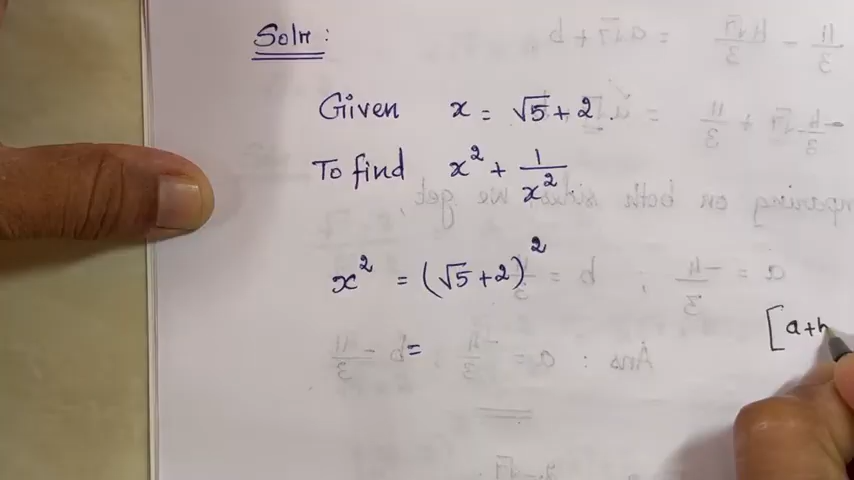 Soln:
Given x = √5 + 2.
To find x² + 1/x²
x² = (√5 + 2)²
=
[a+b